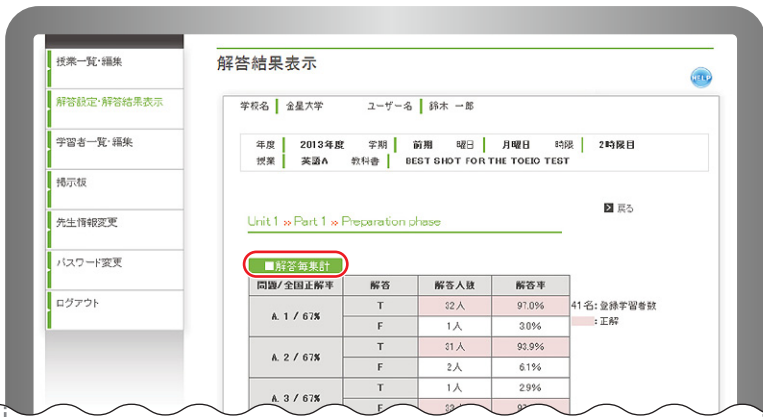 授業一覧・編集
解答設定・解答結果表示
学習者一覧・編集
掲示板
先生情報変更
パスワード変更
ログアウト
解答結果表示
HELP
学校名 金星大学 ユーザー名 鈴木 一郎
年度 2013年度 学期 前期 曜日 月曜日 時限 2時限目
授業 英語A 教科書 BEST SHOT FOR THE TOEIC TEST
戻る
Unit 1 » Part 1 » Preparation phase
■解答毎集計
問題/全国正解率 解答 解答人数 解答率
A. 1 / 67% T 32人 97.0%
F 1人 3.0%
A. 2 / 67% T 31人 93.9%
F 2人 6.1%
A. 3 / 67% T 1人 2.9%
F
41名：登録学習者数
：正解